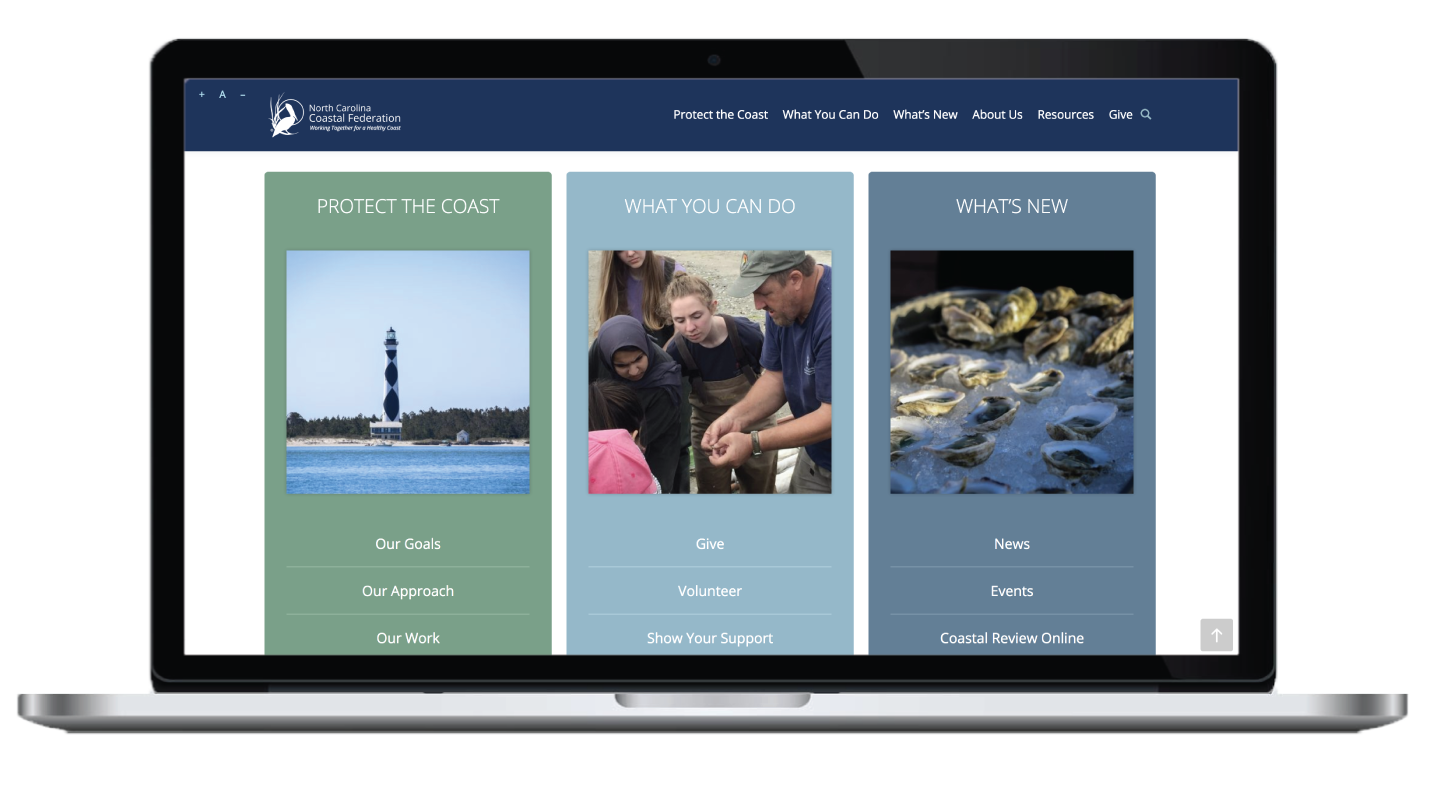 + A –
North Carolina
Coastal Federation
Working Together for a Healthy Coast
Protect the Coast What You Can Do What's New About Us Resources Give
PROTECT THE COAST
Our Goals
Our Approach
Our Work
WHAT YOU CAN DO
Give
Volunteer
Show Your Support
WHAT'S NEW
News
Events
Coastal Review Online